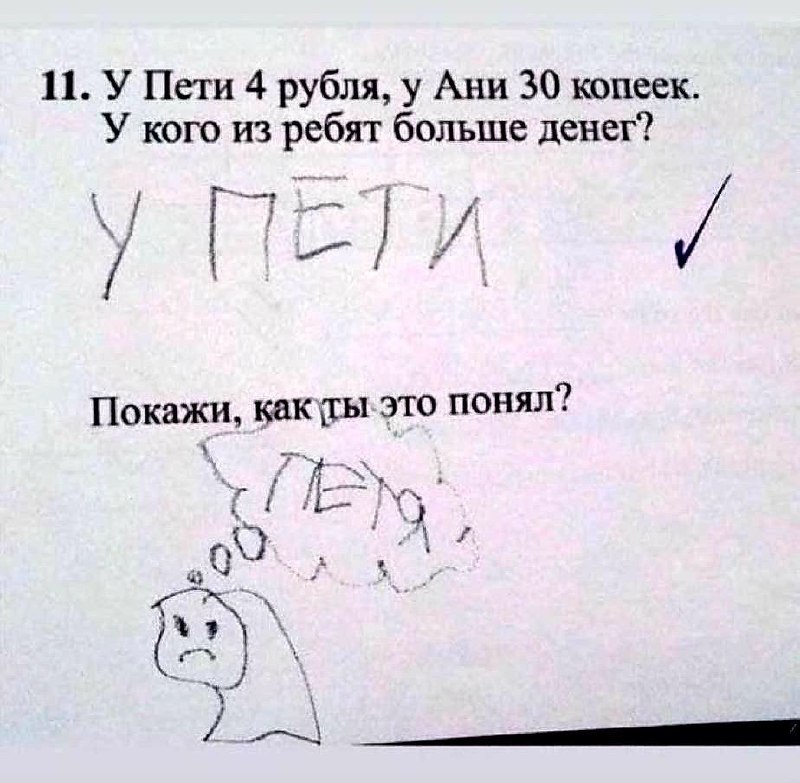 11. У Пети 4 рубля, у Ани 30 копеек.
У кого из ребят больше денег?
У ПЕТИ
Покажи, как ты это понял?
ПЕТЯ